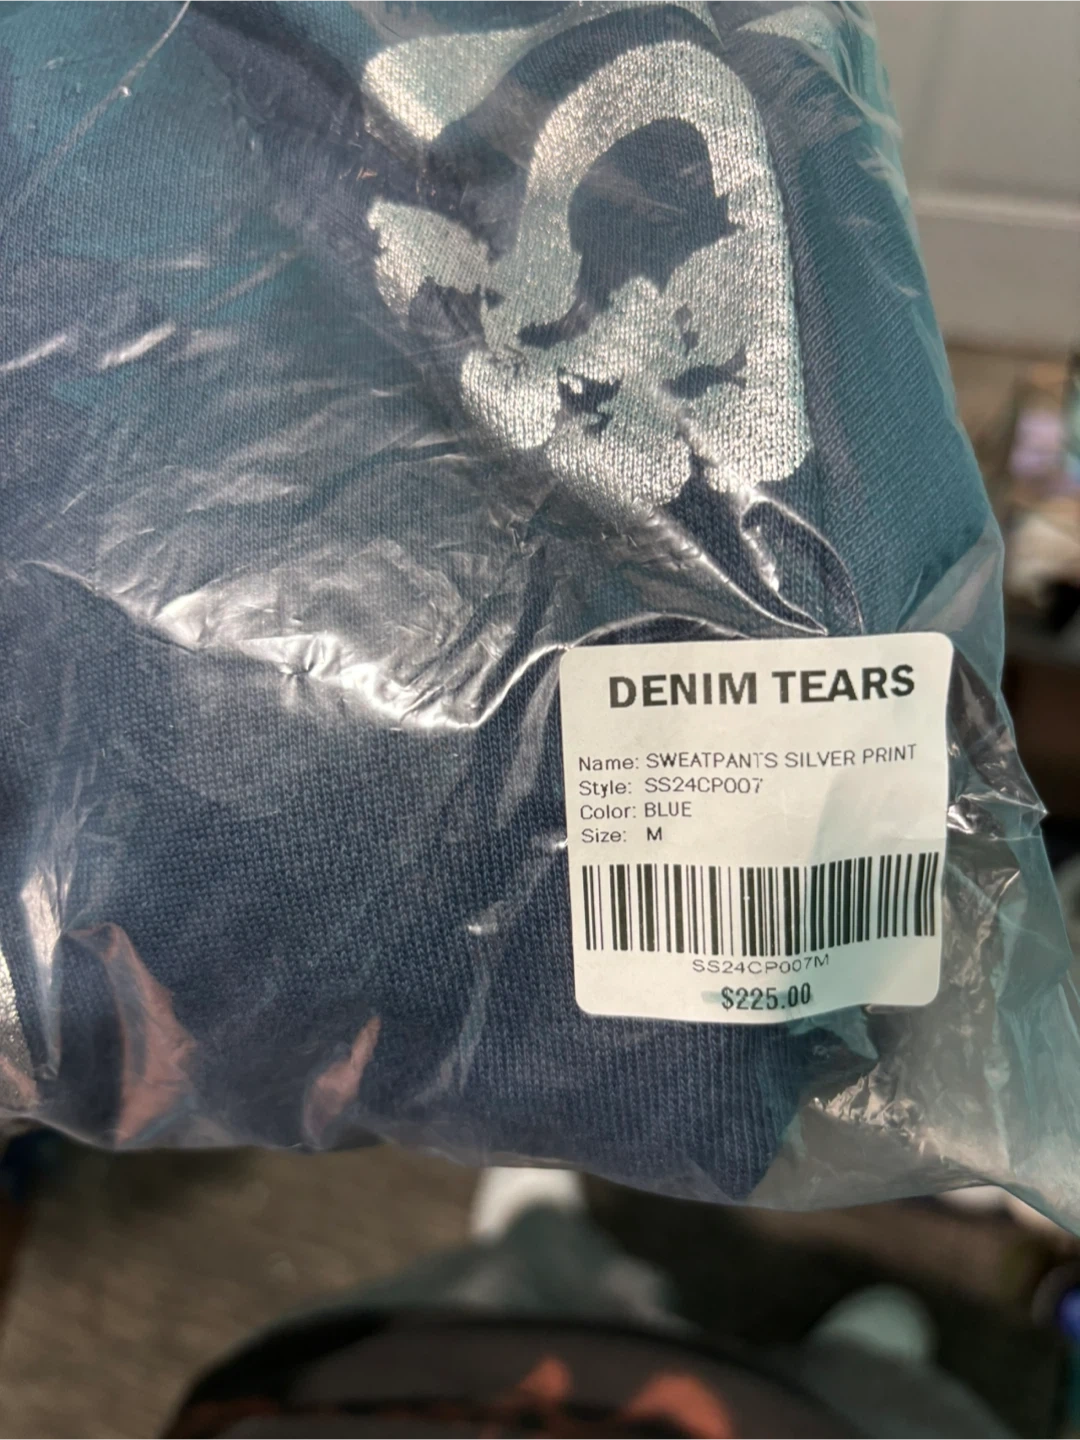 DENIM TEARS
Name: SWEATPANTS SILVER PRINT
Style: SS24CP007
Color: BLUE
Size: M
SS24CP007M
$225.00